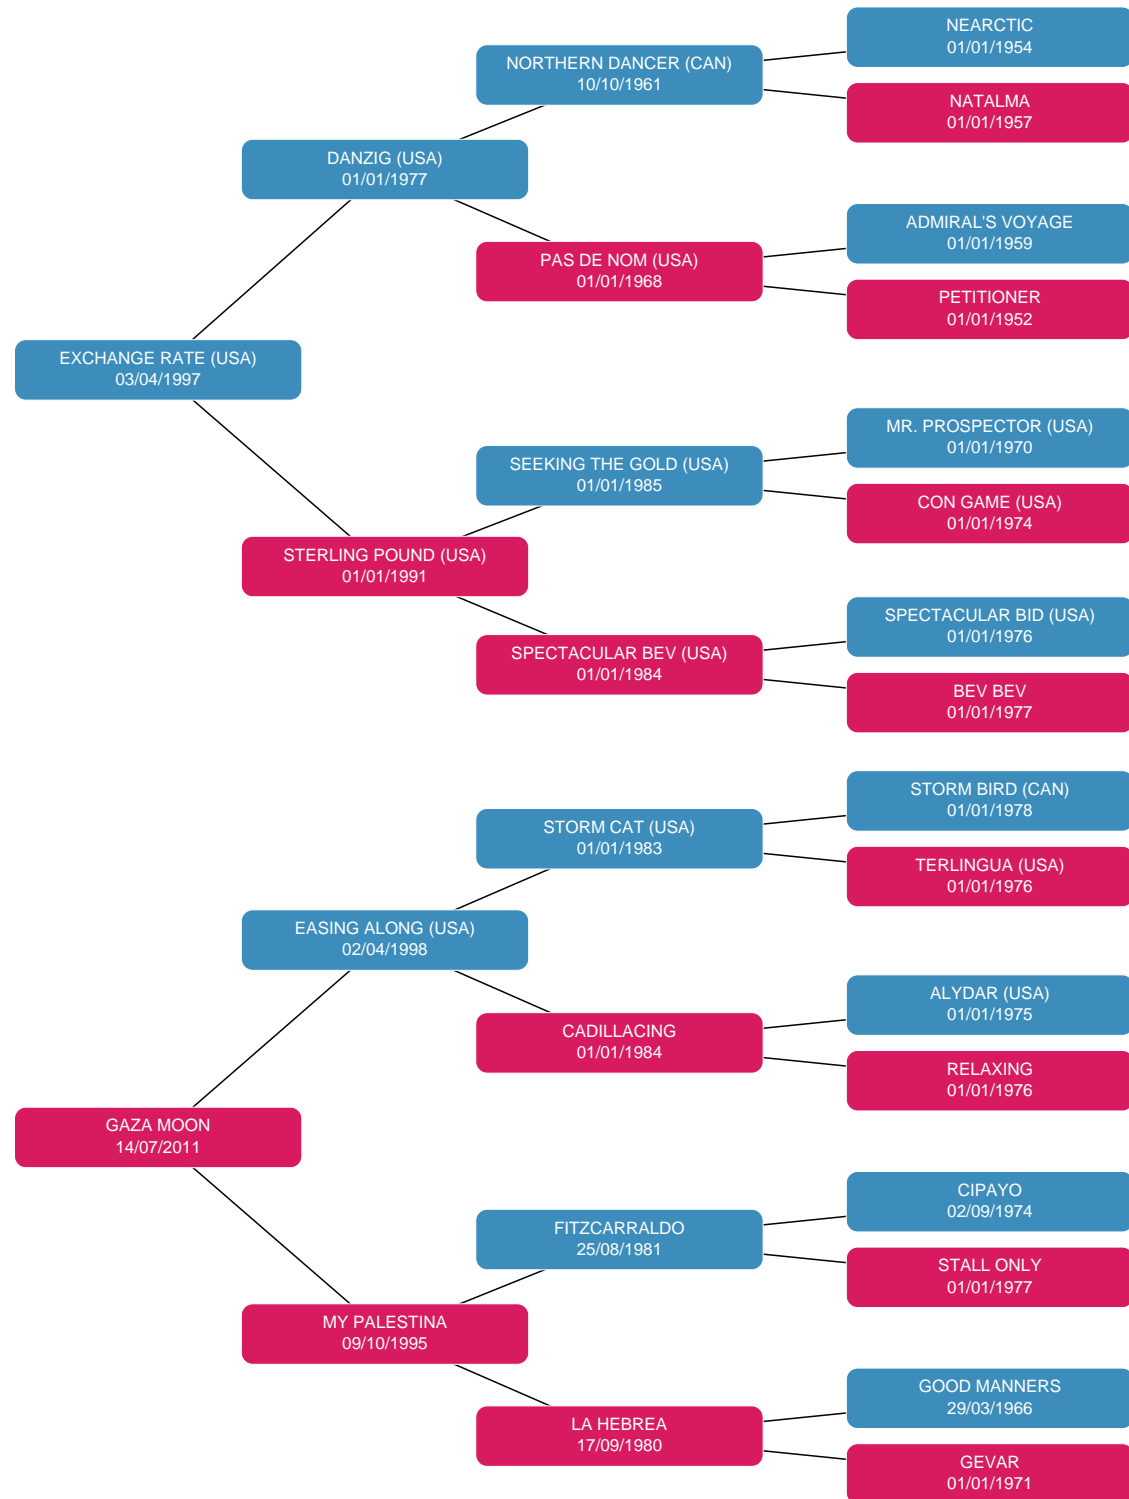 NEARCTIC
01/01/1954
NORTHERN DANCER (CAN)
10/10/1961
NATALMA
01/01/1957
DANZIG (USA)
01/01/1977
ADMIRAL'S VOYAGE
01/01/1959
PAS DE NOM (USA)
01/01/1968
PETITIONER
01/01/1952
EXCHANGE RATE (USA)
03/04/1997
MR. PROSPECTOR (USA)
01/01/1970
SEEKING THE GOLD (USA)
01/01/1985
CON GAME (USA)
01/01/1974
STERLING POUND (USA)
01/01/1991
SPECTACULAR BID (USA)
01/01/1976
SPECTACULAR BEV (USA)
01/01/1984
BEV BEV
01/01/1977
STORM BIRD (CAN)
01/01/1978
STORM CAT (USA)
01/01/1983
TERLINGUA (USA)
01/01/1976
EASING ALONG (USA)
02/04/1998
ALYDAR (USA)
01/01/1975
CADILLACING
01/01/1984
RELAXING
01/01/1976
GAZA MOON
14/07/2011
CIPAYO
02/09/1974
FITZCARRALDO
25/08/1981
STALL ONLY
01/01/1977
MY PALESTINA
09/10/1995
GOOD MANNERS
29/03/1966
LA HEBREA
17/09/1980
GEVAR
01/01/1971